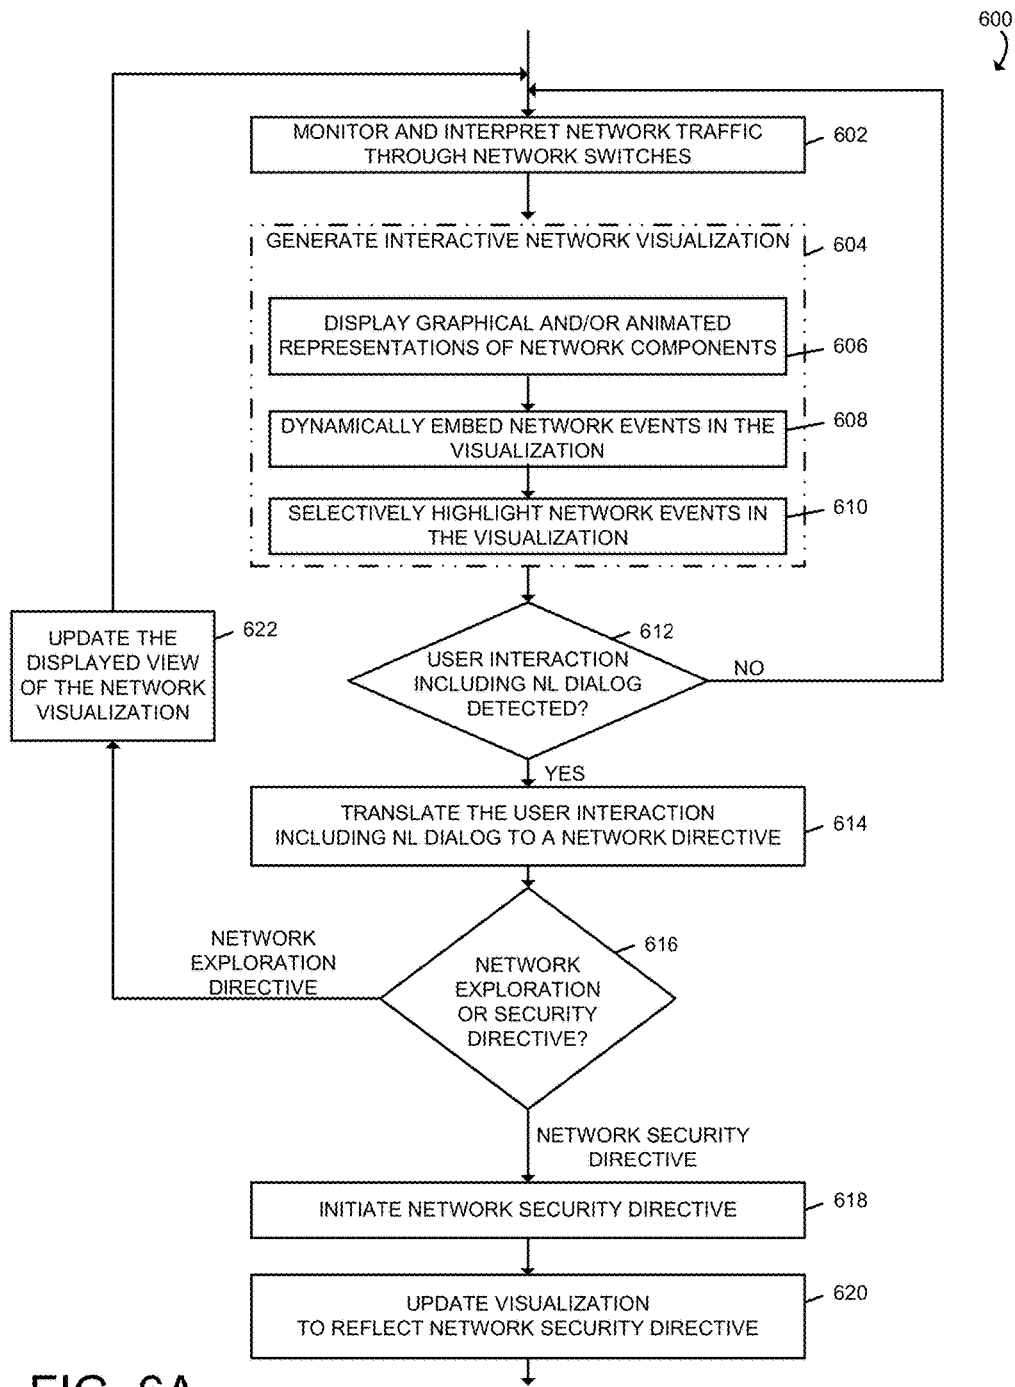 600
MONITOR AND INTERPRET NETWORK TRAFFIC
THROUGH NETWORK SWITCHES
602
GENERATE INTERACTIVE NETWORK VISUALIZATION
604
DISPLAY GRAPHICAL AND/OR ANIMATED
REPRESENTATIONS OF NETWORK COMPONENTS
606
DYNAMICALLY EMBED NETWORK EVENTS IN THE
VISUALIZATION
608
SELECTIVELY HIGHLIGHT NETWORK EVENTS IN
THE VISUALIZATION
610
UPDATE THE
DISPLAYED VIEW
OF THE NETWORK
VISUALIZATION
622
USER INTERACTION
INCLUDING NL DIALOG
DETECTED?
612
NO
YES
TRANSLATE THE USER INTERACTION
INCLUDING NL DIALOG TO A NETWORK DIRECTIVE
614
NETWORK
EXPLORATION
DIRECTIVE
NETWORK
EXPLORATION
OR SECURITY
DIRECTIVE?
616
NETWORK SECURITY
DIRECTIVE
INITIATE NETWORK SECURITY DIRECTIVE
618
UPDATE VISUALIZATION
TO REFLECT NETWORK SECURITY DIRECTIVE
620
FIG. 6A